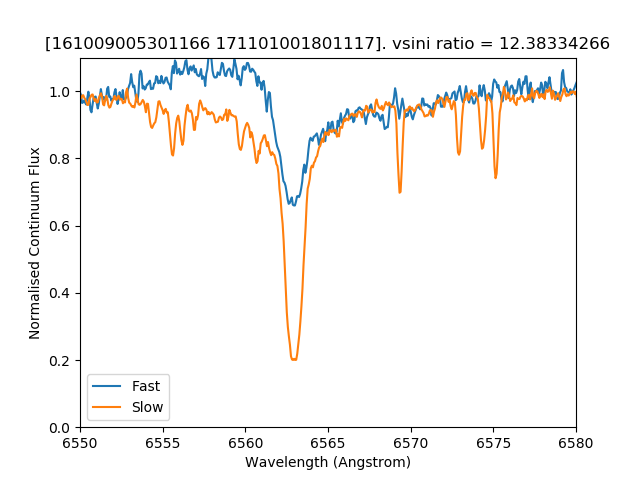 [161009005301166 171101001801117]. vsini ratio = 12.38334266
Normalised Continuum Flux
1.0
0.8
0.6
0.4
0.2
0.0
Fast
Slow
6550 6555 6560 6565 6570 6575 6580
Wavelength (Angstrom)